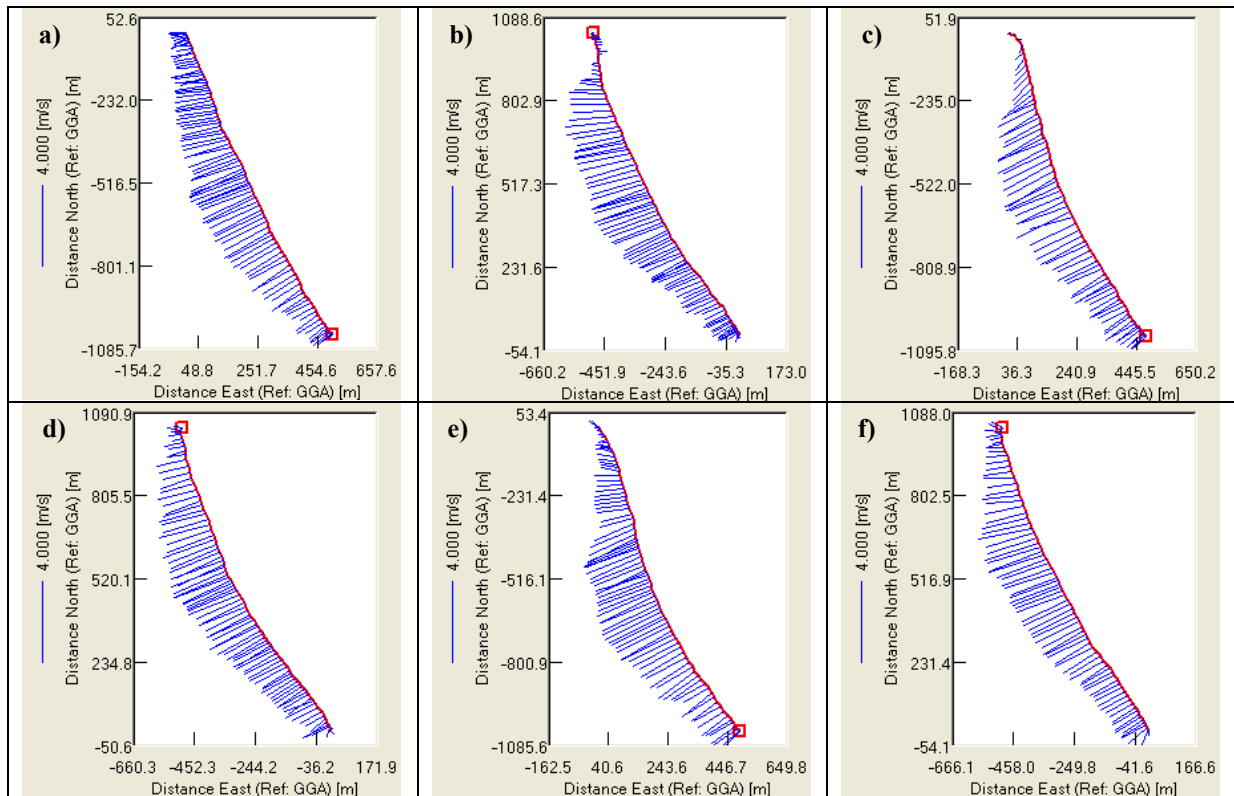 a)
52.6
-232.0
-516.5
-801.1
-1085.7
-154.2 48.8 251.7 454.6 657.6
Distance East (Ref: GGA) [m]
Distance North (Ref: GGA) [m]
4.000 [m/s]
b)
1088.6
802.9
517.3
231.6
-54.1
-660.2 -451.9 -243.6 -35.3 173.0
Distance East (Ref: GGA) [m]
Distance North (Ref: GGA) [m]
4.000 [m/s]
c)
51.9
-235.0
-522.0
-808.9
-1095.8
-168.3 36.3 240.9 445.5 650.2
Distance East (Ref: GGA) [m]
Distance North (Ref: GGA) [m]
4.000 [m/s]
d)
1090.9
805.5
520.1
234.8
-50.6
-660.3 -452.3 -244.2 -36.2 171.9
Distance East (Ref: GGA) [m]
Distance North (Ref: GGA) [m]
4.000 [m/s]
e)
53.4
-231.4
-516.1
-800.9
-1085.6
-162.5 40.6 243.6 446.7 649.8
Distance East (Ref: GGA) [m]
Distance North (Ref: GGA) [m]
4.000 [m/s]
f)
1088.0
802.5
516.9
231.4
-54.1
-666.1 -458.0 -249.8 -41.6 166.6
Distance East (Ref: GGA) [m]
Distance North (Ref: GGA) [m]
4.000 [m/s]